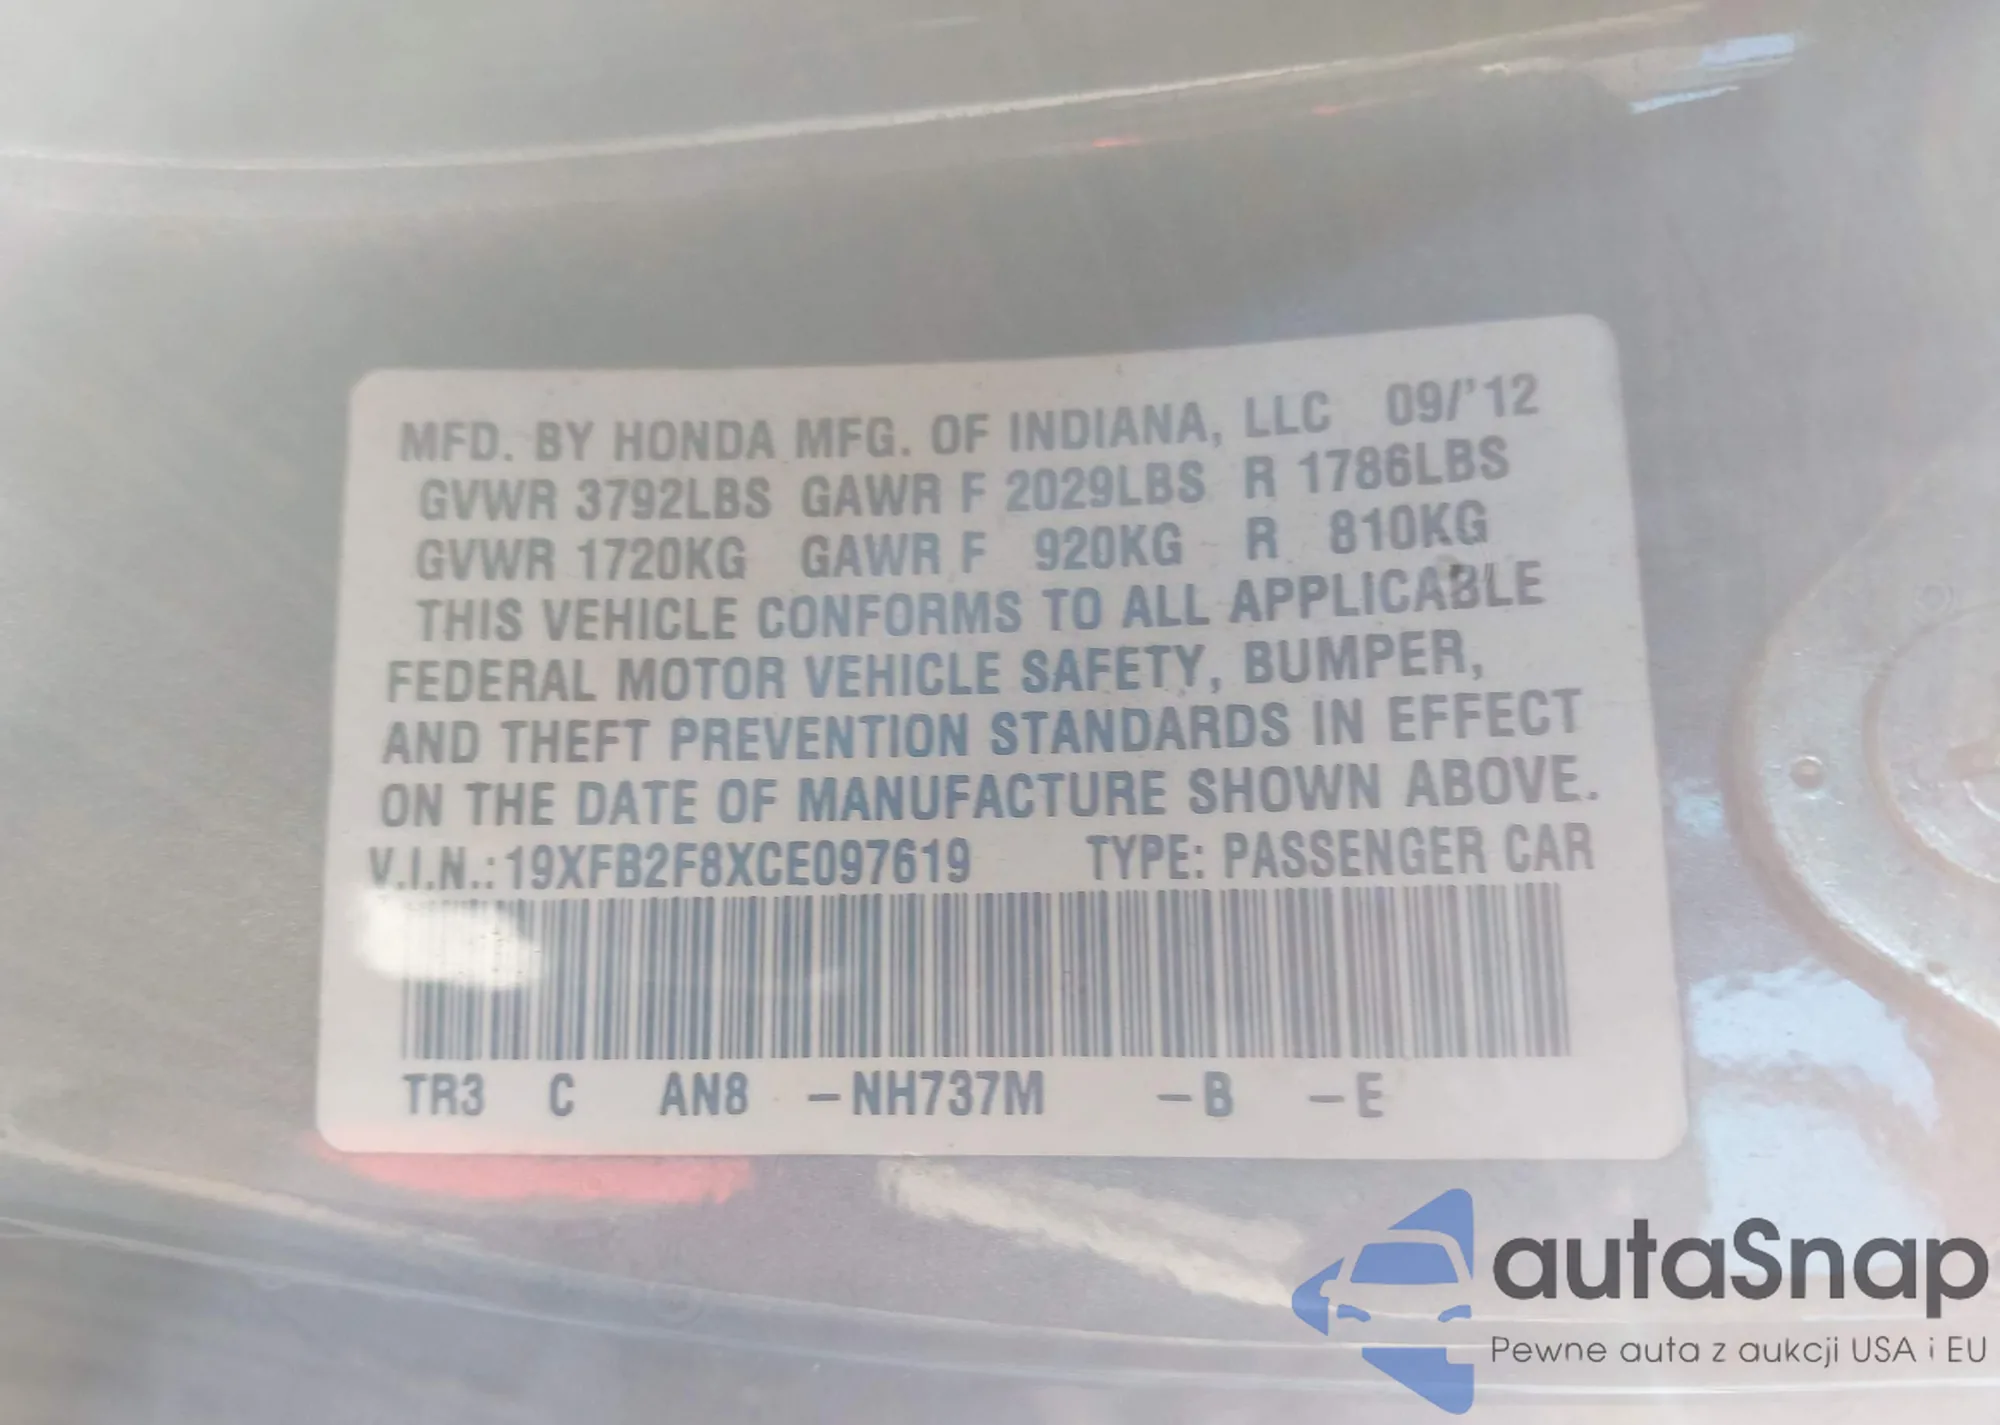 MFD. BY HONDA MFG. OF INDIANA, LLC 09/'12
GVWR 3792LBS GAWR F 2029LBS R 1786LBS
GVWR 1720KG GAWR F 920KG R 810KG
THIS VEHICLE CONFORMS TO ALL APPLICABLE
FEDERAL MOTOR VEHICLE SAFETY, BUMPER,
AND THEFT PREVENTION STANDARDS IN EFFECT
ON THE DATE OF MANUFACTURE SHOWN ABOVE.
V.I.N.: 19XFB2F8XCE097619 TYPE: PASSENGER CAR
TR3 C AN8 –NH737M –B –E
autaSnap
Pewne auta z aukcji USA i EU